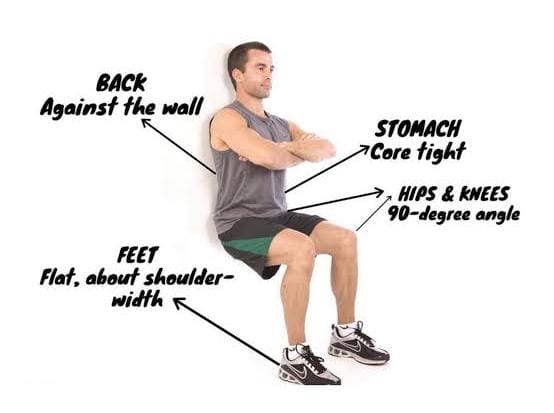 BACK
Against the wall
STOMACH
Core tight
HIPS & KNEES
90-degree angle
FEET
Flat, about shoulder-
width